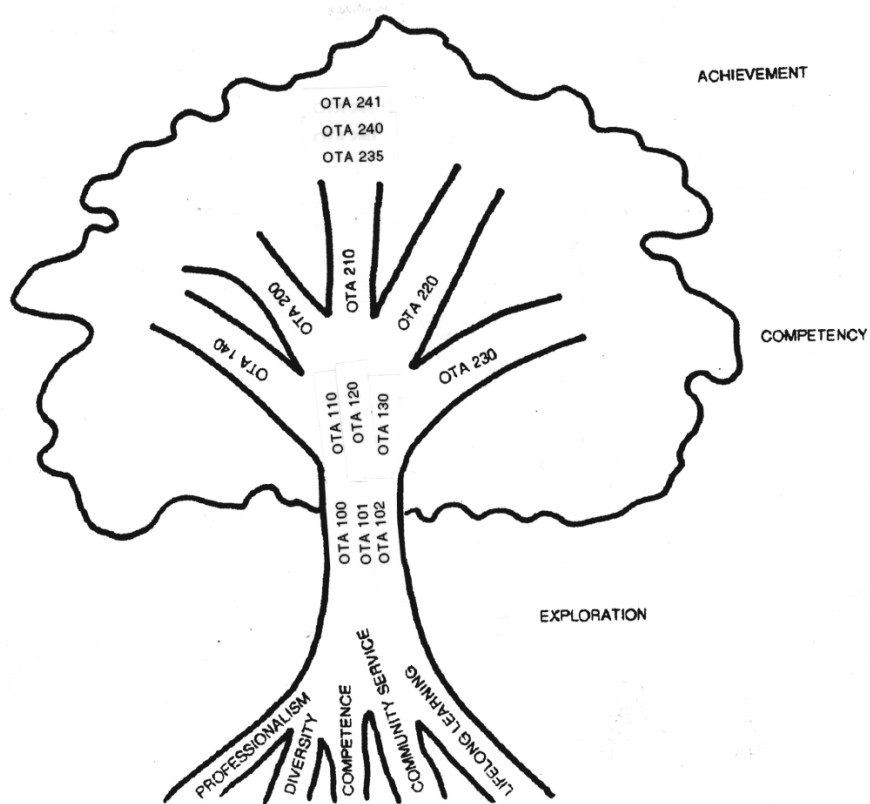 ACHIEVEMENT
OTA 241
OTA 240
OTA 235
OTA 200
OTA 210
OTA 220
COMPETENCY
OTA 140
OTA 230
OTA 110
OTA 120
OTA 130
OTA 100
OTA 101
OTA 102
EXPLORATION
PROFESSIONALISM
DIVERSITY
COMPETENCE
COMMUNITY SERVICE
LIFELONG LEARNING